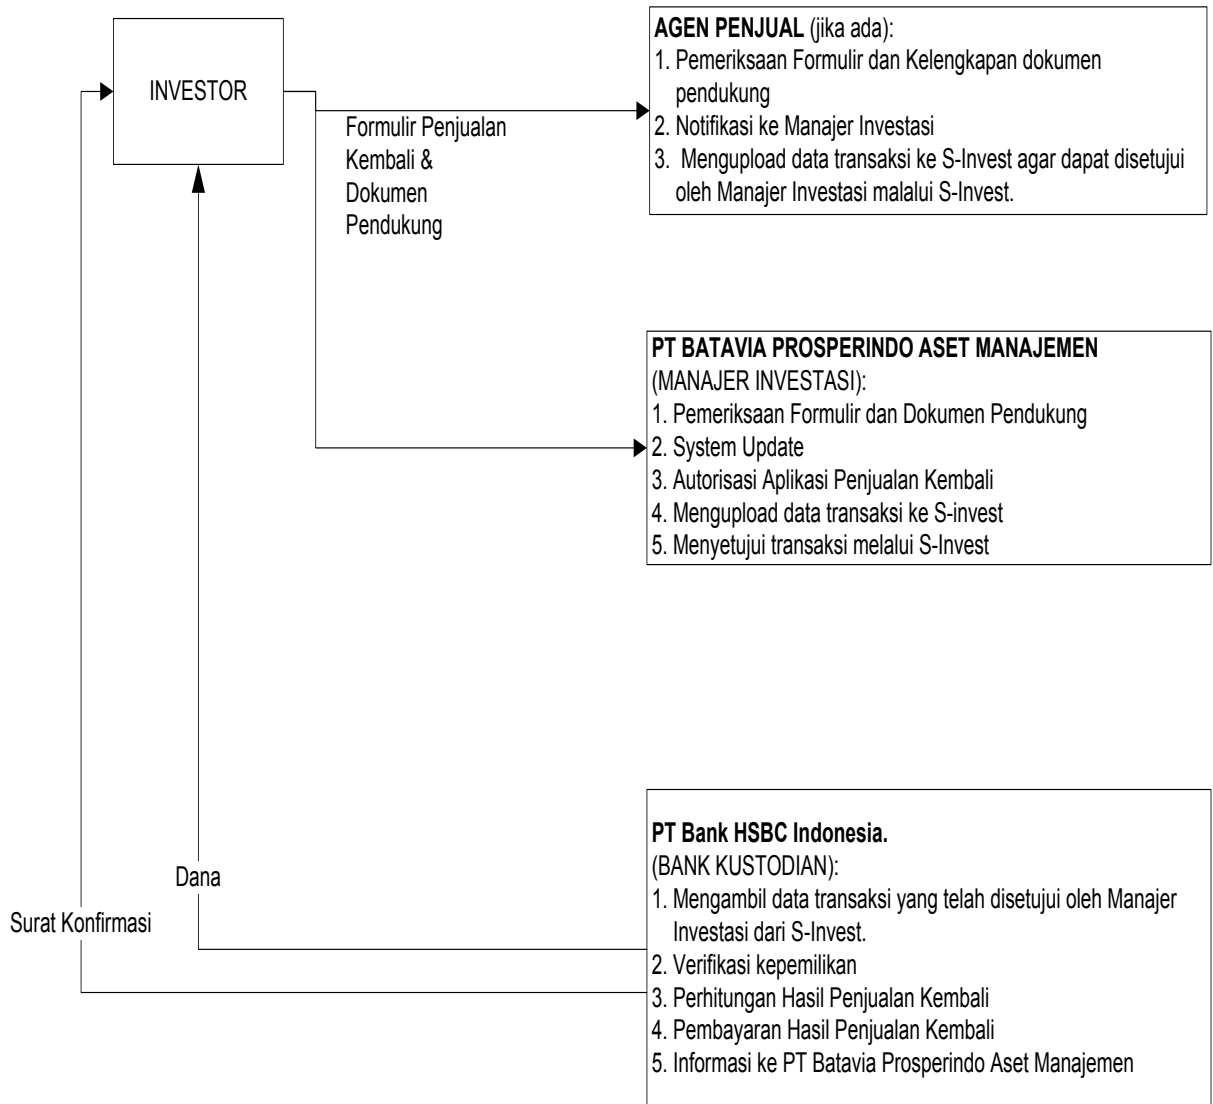 INVESTOR
Formulir Penjualan
Kembali &
Dokumen
Pendukung
AGEN PENJUAL (jika ada):
1. Pemeriksaan Formulir dan Kelengkapan dokumen
pendukung
2. Notifikasi ke Manajer Investasi
3. Mengupload data transaksi ke S-Invest agar dapat disetujui
oleh Manajer Investasi malalui S-Invest.
PT BATAVIA PROSPERINDO ASET MANAJEMEN
(MANAJER INVESTASI):
1. Pemeriksaan Formulir dan Dokumen Pendukung
2. System Update
3. Autorisasi Aplikasi Penjualan Kembali
4. Mengupload data transaksi ke S-invest
5. Menyetujui transaksi melalui S-Invest
Dana
Surat Konfirmasi
PT Bank HSBC Indonesia.
(BANK KUSTODIAN):
1. Mengambil data transaksi yang telah disetujui oleh Manajer
Investasi dari S-Invest.
2. Verifikasi kepemilikan
3. Perhitungan Hasil Penjualan Kembali
4. Pembayaran Hasil Penjualan Kembali
5. Informasi ke PT Batavia Prosperindo Aset Manajemen